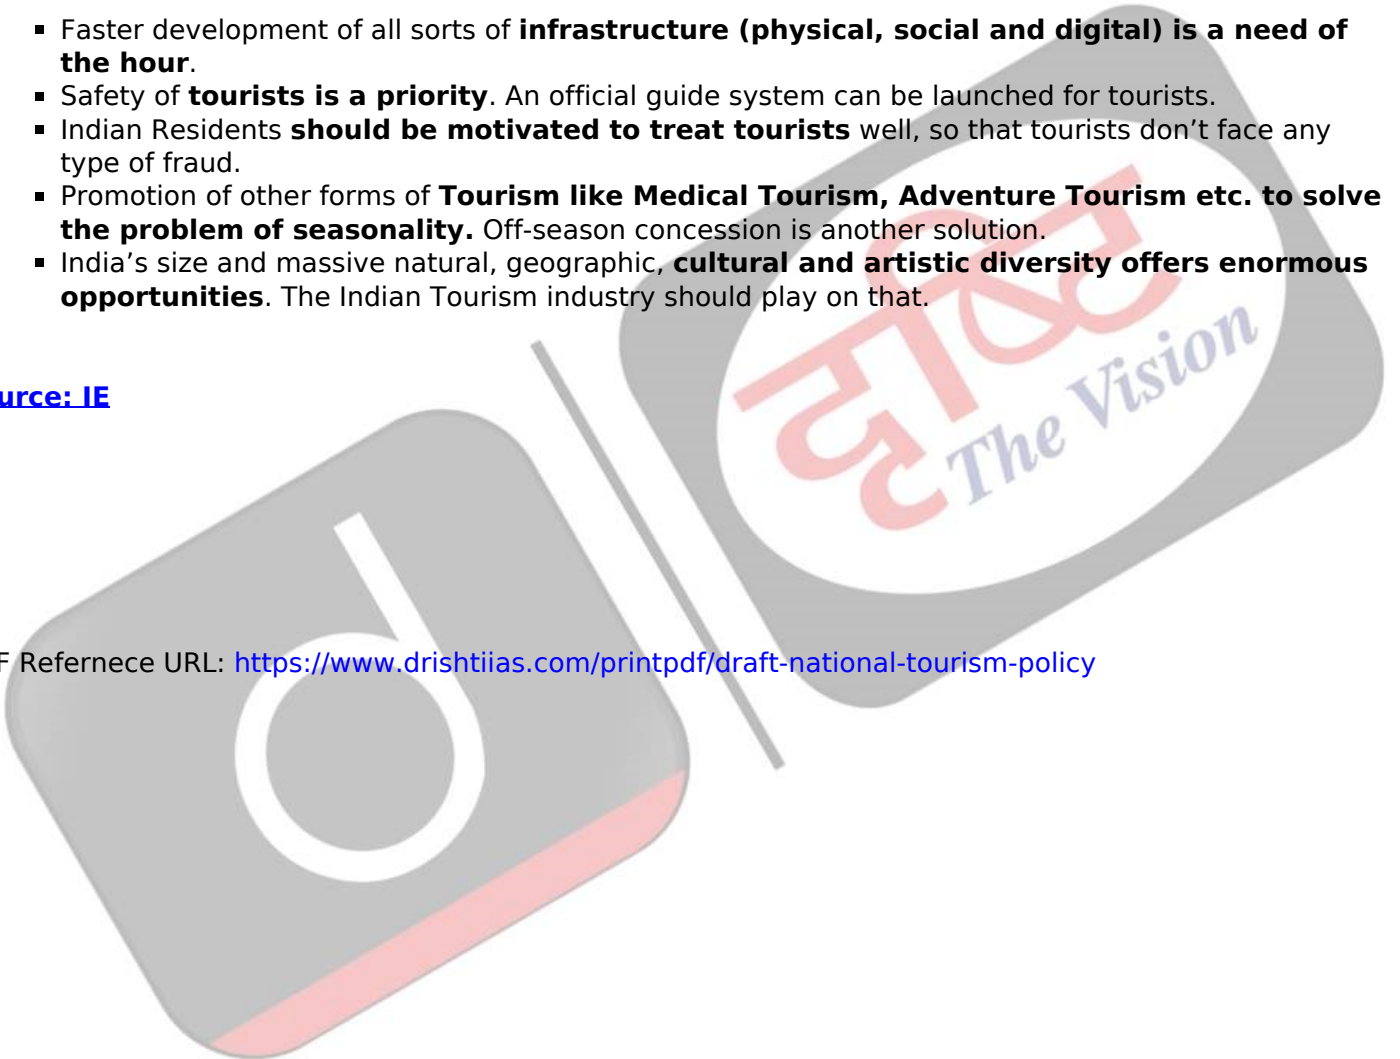 Faster development of all sorts of infrastructure (physical, social and digital) is a need of
the hour.
Safety of tourists is a priority. An official guide system can be launched for tourists.
Indian Residents should be motivated to treat tourists well, so that tourists don’t face any
type of fraud.
Promotion of other forms of Tourism like Medical Tourism, Adventure Tourism etc. to solve
the problem of seasonality. Off-season concession is another solution.
India’s size and massive natural, geographic, cultural and artistic diversity offers enormous
opportunities. The Indian Tourism industry should play on that.
urce: IE
दृष्टि
The Vision
d
F Refernece URL: https://www.drishtiias.com/printpdf/draft-national-tourism-policy